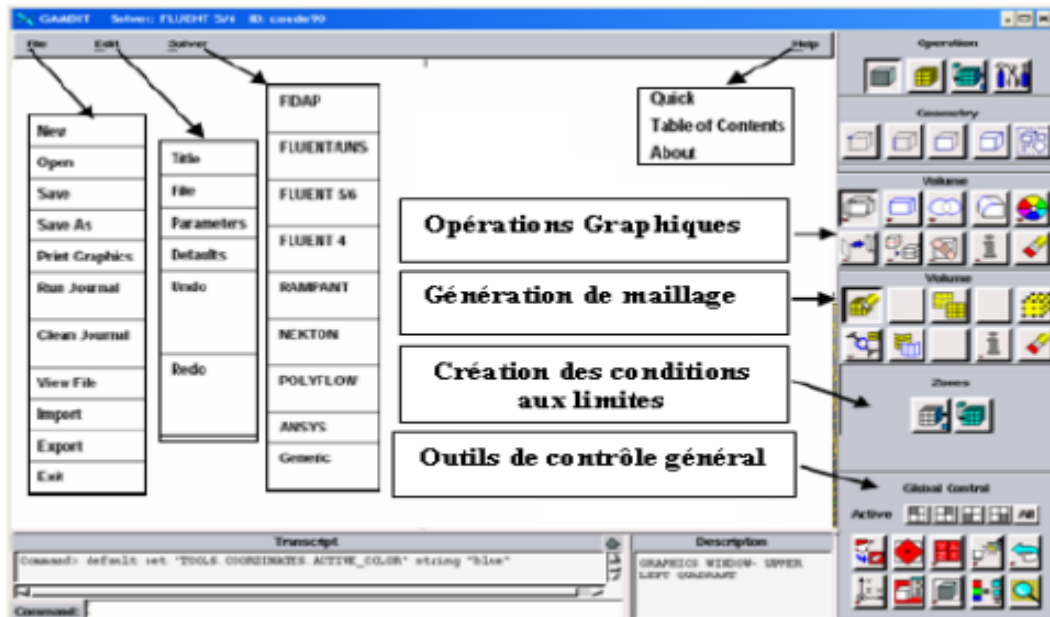 GAMBIT Solver: FLUENT 5/6 ID: conde90
File Edit Solver Help
New
Open
Save
Save As
Print Graphics
Run Journal
Clean Journal
View File
Import
Export
Exit
Title
File
Parameters
Defaults
Undo
Redo
FIDAP
FLUENT/UNS
FLUENT 5/6
FLUENT 4
RAMPANT
NEKTON
POLYFLOW
ANSYS
Generic
Quick
Table of Contents
About
Opérations Graphiques
Génération de maillage
Création des conditions
aux limites
Outils de contrôle général
Operation
Geometry
Volume
Volume
Zones
Global Control
Active All
Transcript
Command> default set 'TOOLS.COORDINATES.ACTIVE_COLOR' string "blue"
Command:
Description
GRAPHICS WINDOW- UPPER
LEFT QUADRANT